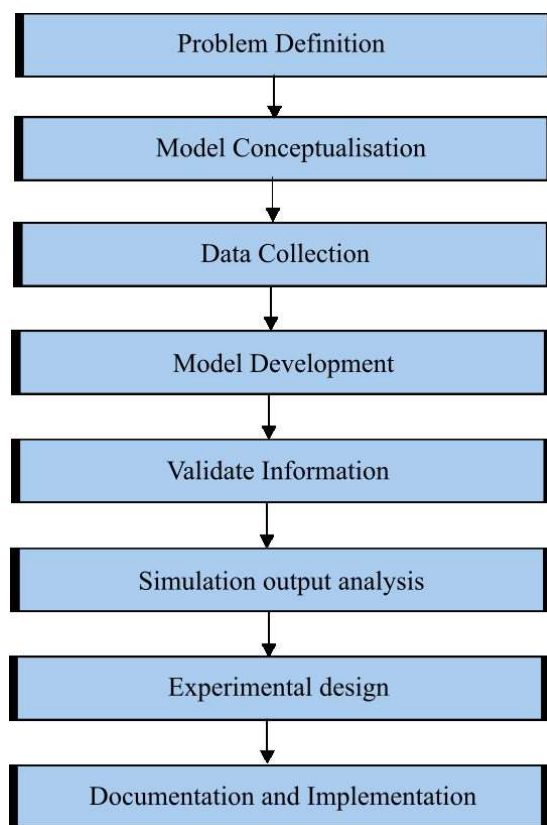 Problem Definition
Model Conceptualisation
Data Collection
Model Development
Validate Information
Simulation output analysis
Experimental design
Documentation and Implementation